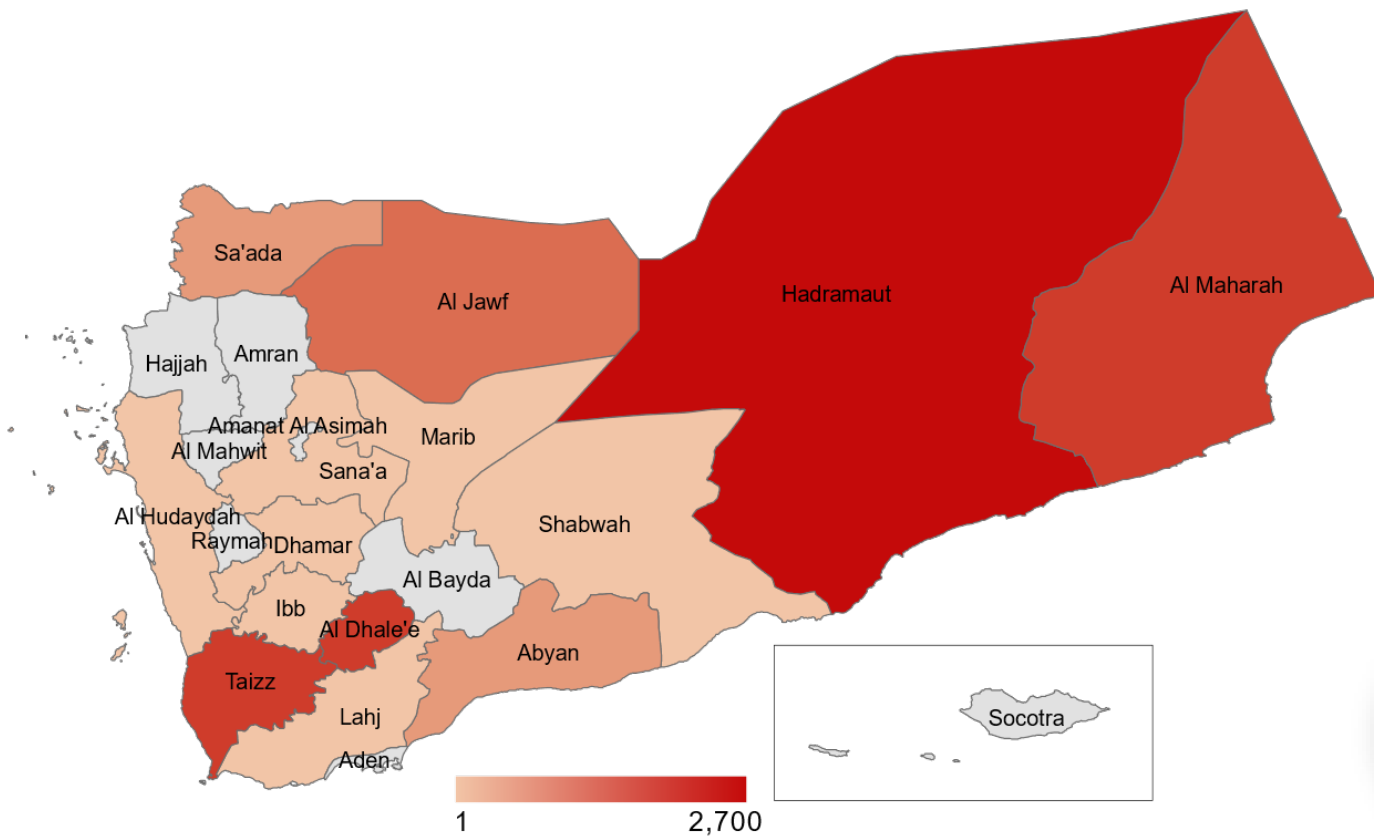 Sa'ada
Al Jawf
Hadramaut
Al Maharah
Hajjah
Amran
Amanat Al Asimah
Al Mahwit
Marib
Sana'a
Al Hudaydah
Raymah
Dhamar
Shabwah
Al Bayda
Ibb
Al Dhale'e
Abyan
Taizz
Lahj
Aden
Socotra
1
2,700